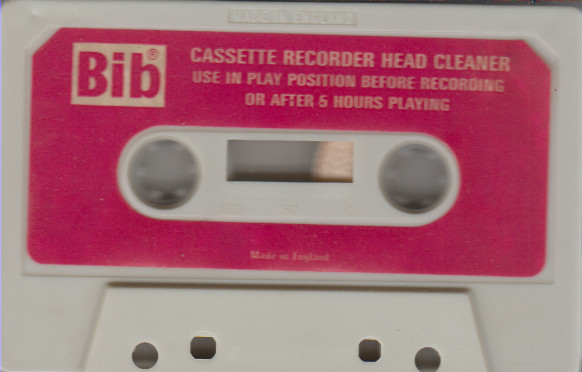 MADE IN ENGLAND
Bib®
CASSETTE RECORDER HEAD CLEANER
USE IN PLAY POSITION BEFORE RECORDING
OR AFTER 5 HOURS PLAYING
Made in England